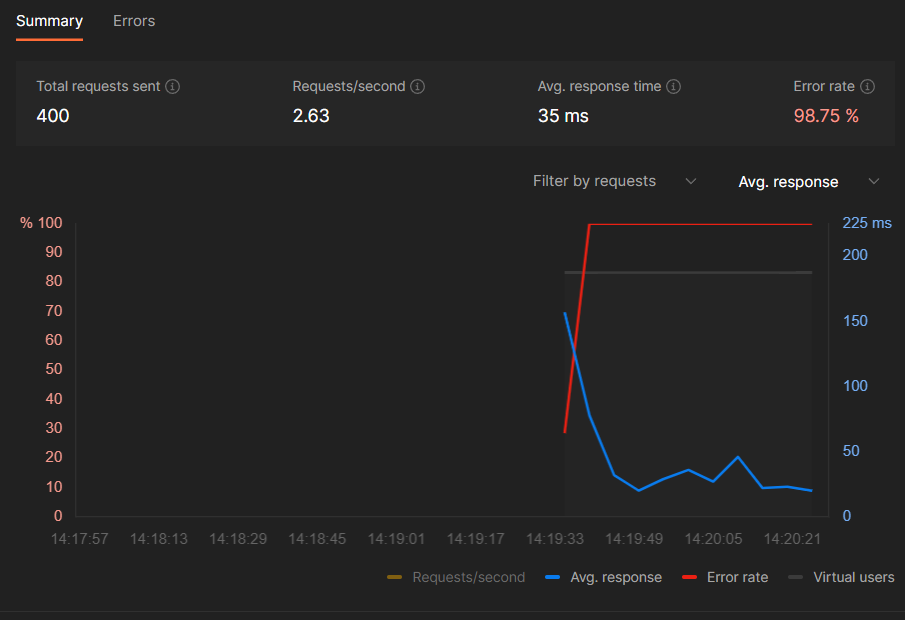 Summary Errors
Total requests sent Requests/second Avg. response time Error rate
400 2.63 35 ms 98.75 %
Filter by requests Avg. response
% 100 225 ms
90 200
80
70 150
60
50 100
40
30 50
20
10
0 0
14:17:57 14:18:13 14:18:29 14:18:45 14:19:01 14:19:17 14:19:33 14:19:49 14:20:05 14:20:21
Requests/second Avg. response Error rate Virtual users